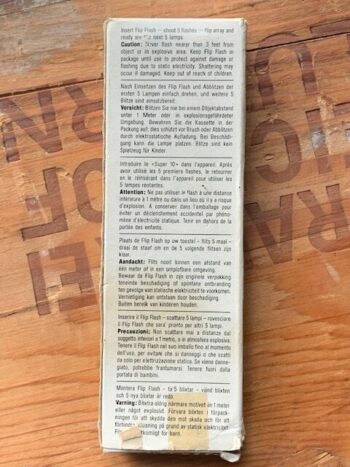 Insert Flip Flash – shoot 5 flashes – flip array and
ready are the next 5 lamps.
Caution: Never flash nearer than 3 feet from
object or in explosive area. Keep Flip Flash in
package until use to protect against damage or
flashing due to static electricity. Shattering may
occur if damaged. Keep out of reach of children.
Nach Einsetzen des Flip Flash und Abblitzen der
ersten 5 Lampen einfach drehen, und weitere 5
Blitze sind einsatzbereit.
Vorsicht: Blitzen Sie nie bei einem Objektabstand
unter 1 Meter oder in explosionsgefährdeter
Umgebung. Bewahren Sie die Kassette in der
Packung auf, dies schützt vor Bruch oder Abblitzen
durch elektrostatische Aufladung. Bei Beschädi-
gung kann die Lampe platzen. Blitze sind kein
Spielzeug für Kinder.
Introduire le «Super 10» dans l'appareil. Après
avoir utilisé les 5 premières flashes, le retourner
et le réinsérer dans l'appareil pour utiliser les 5
lampes restantes.
Attention: Ne pas utiliser le flash à une distance
inférieure à 1 mètre ou dans un lieu où il y a risque
d'explosion. A conserver dans l'emballage pour
éviter un déclenchement accidentel par phéno-
mène d'électricité statique. Tenir en dehors de la
portée des enfants.
Plaats de Flip Flash op uw toestel – flits 5 maal –
draai de staaf om en de 5 volgende flitsen zijn
klaar.
Aandacht: Flits nooit binnen een afstand van
een meter of in een ontplofbare omgeving.
Bewaar de Flip Flash in zijn originele verpakking
teneinde beschadiging of spontane ontbranding
ten gevolge van statische elektriciteit te voorkomen.
Vernietiging kan ontstaan door beschadiging.
Buiten bereik van kinderen houden.
Inserire il Flip Flash – scattare 5 lampi – rovesciare
il Flip Flash che sara' pronto per altri 5 lampi.
Precauzioni: Non scattare mai a distanza dal
soggetto inferiori a 1 metro, o in atmosfera esplosiva.
Tenere il Flip Flash nel suo imballo fino al momento
dell'uso, per evitare che si danneggi o che scatti
da solo per elettrizzazione statica. Se viene danne-
giato, potrebbe frantumarsi. Tenere fuori dalla
portata di bambini.
Montera Flip Flash – ta 5 blixtar – vänd blixten
och 5 nya blixtar är redo.
Varning: Blixtra aldrig närmare motivet än 1 meter
eller något explosivt. Förvara blixten i förpack-
ningen för att skydda den mot skada och för att
förhindra utlösning på grund av statisk elektricitet.
oåtkomligt för barn.